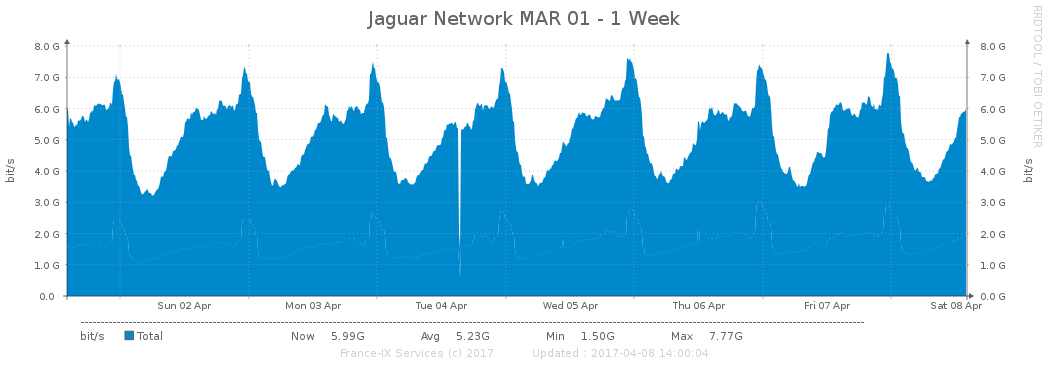 Jaguar Network MAR 01 - 1 Week
RRDTOOL / TOBI OETIKER
bit/s
8.0 G
7.0 G
6.0 G
5.0 G
4.0 G
3.0 G
2.0 G
1.0 G
0.0
8.0 G
7.0 G
6.0 G
5.0 G
4.0 G
3.0 G
2.0 G
1.0 G
0.0 G
bit/s
Sun 02 Apr Mon 03 Apr Tue 04 Apr Wed 05 Apr Thu 06 Apr Fri 07 Apr Sat 08 Apr
bit/s Total Now 5.99G Avg 5.23G Min 1.50G Max 7.77G
France-IX Services (c) 2017 Updated : 2017-04-08 14:00:04